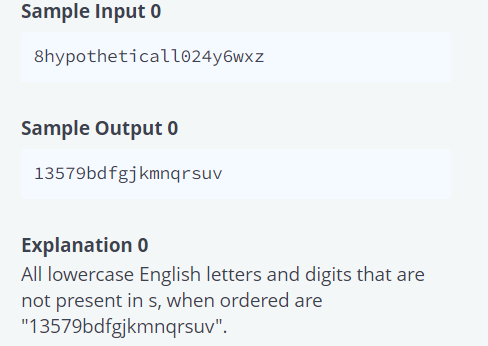 Sample Input 0
8hypotheticall024y6wxz
Sample Output 0
13579bdfgjkmnqrsuv
Explanation 0
All lowercase English letters and digits that are
not present in s, when ordered are
"13579bdfgjkmnqrsuv".